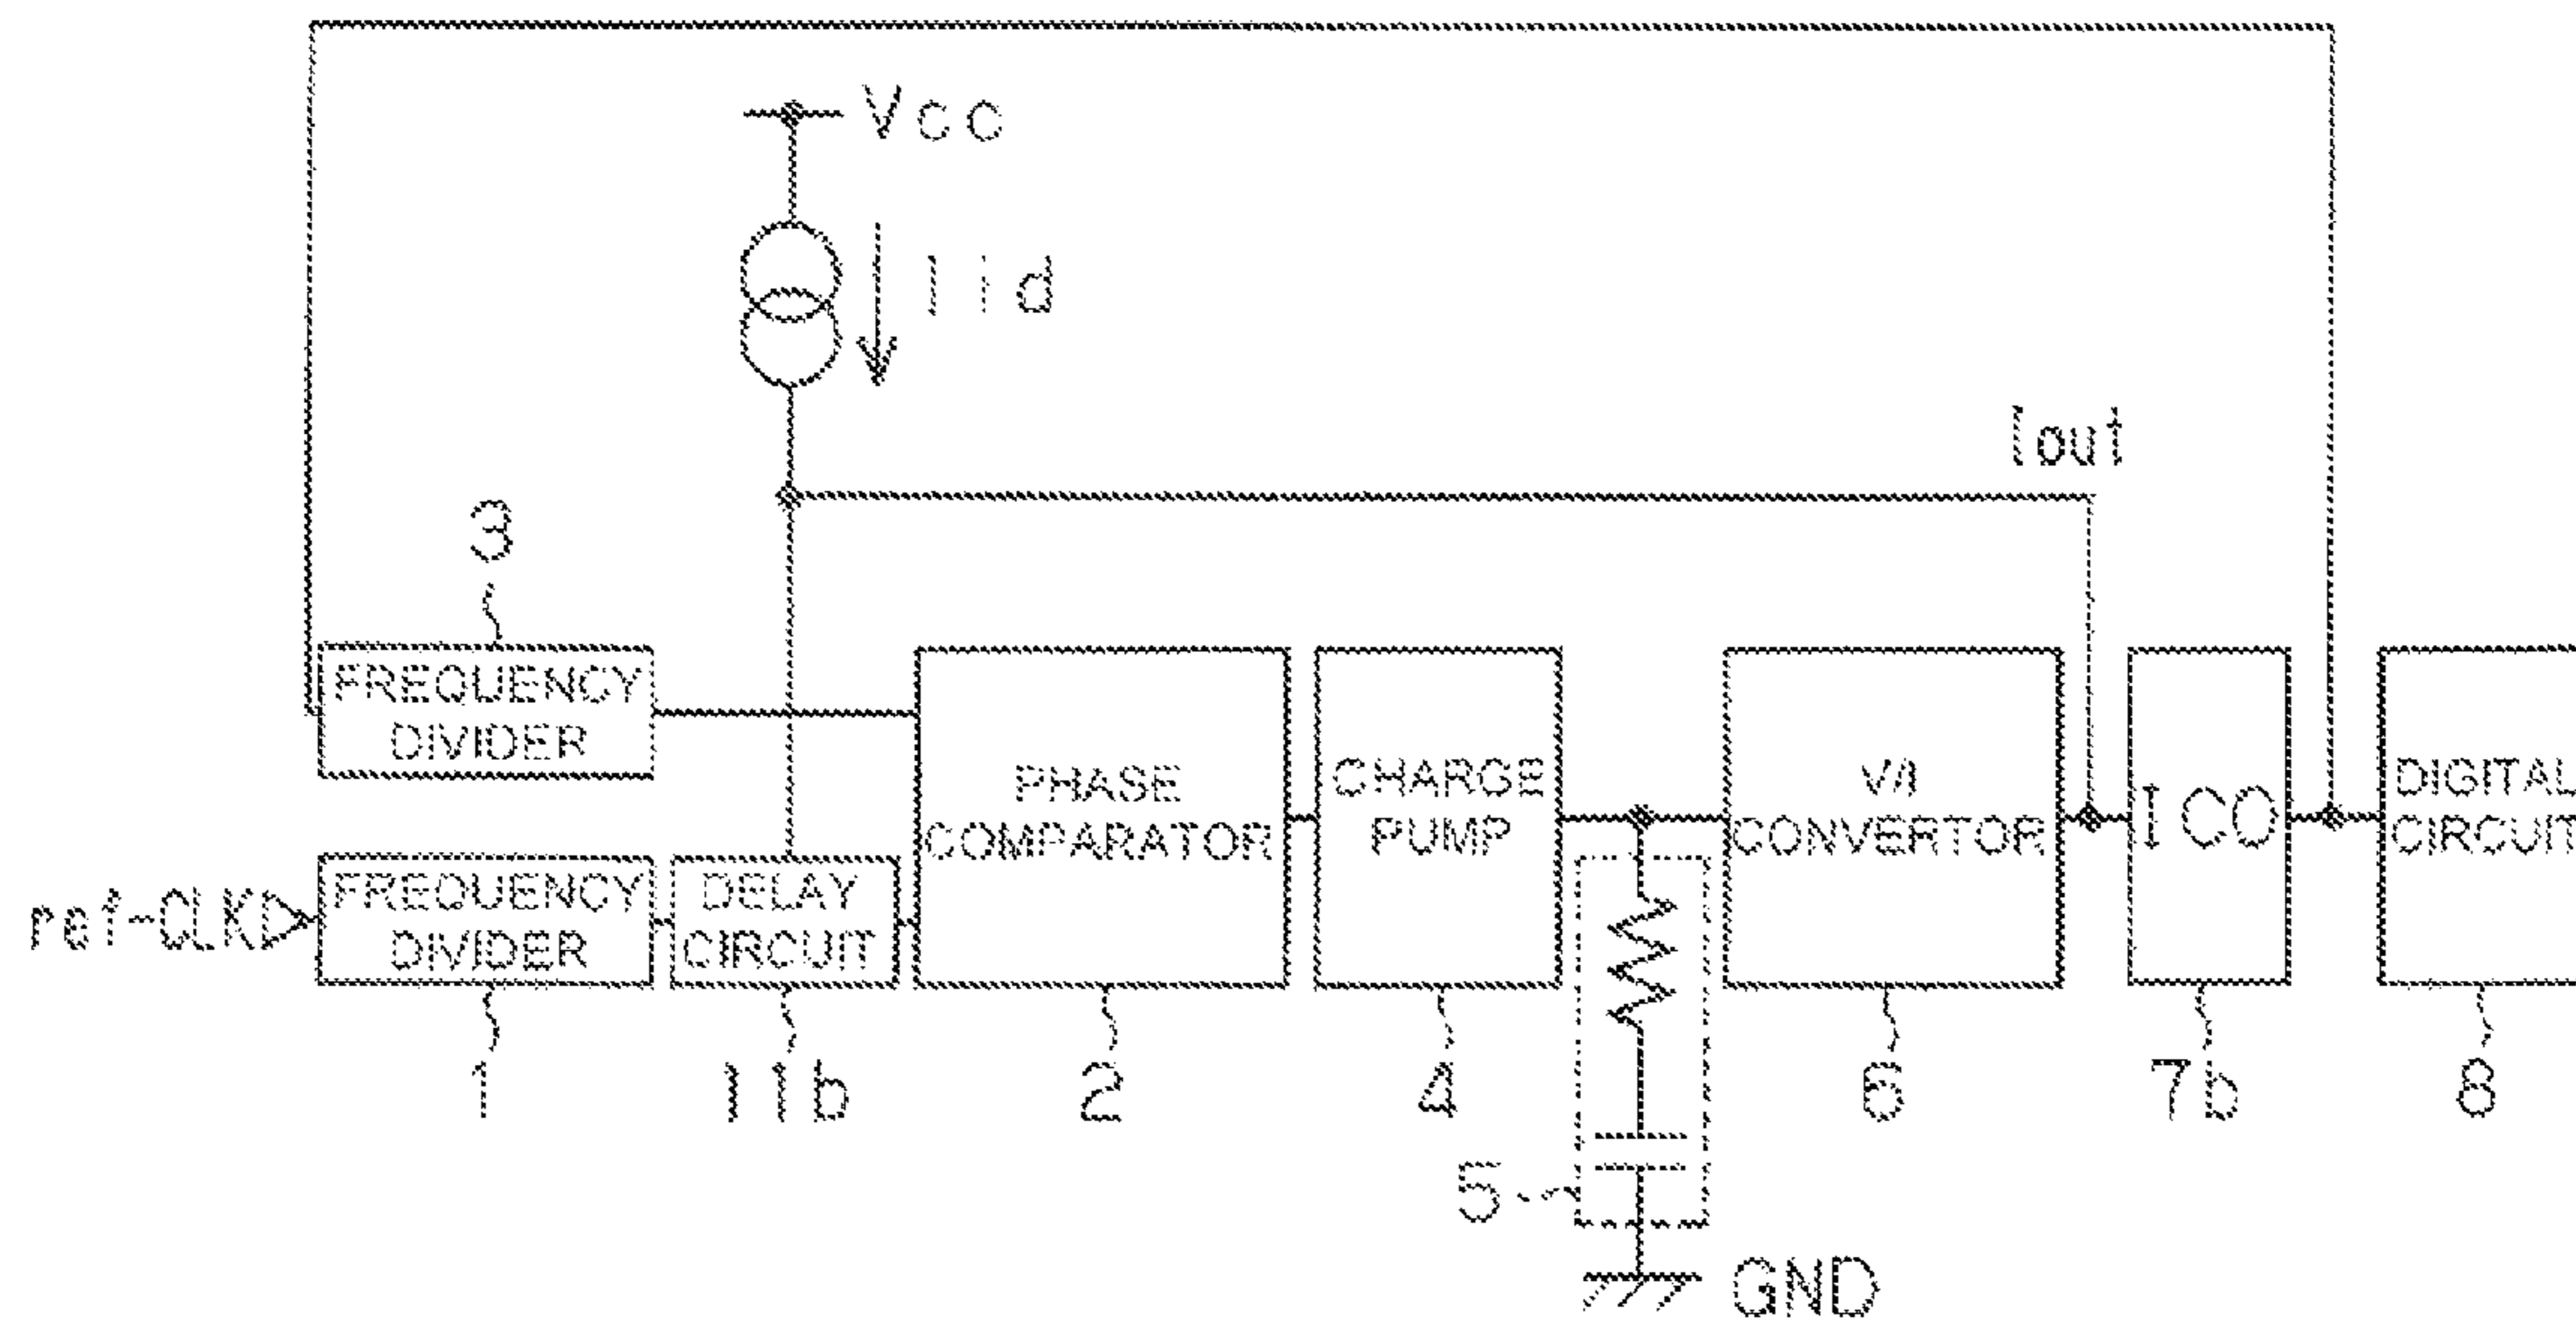 Vcc
11d
Iout
3
FREQUENCY
DIVIDER
PHASE
COMPARATOR
CHARGE
PUMP
V/I
CONVERTOR
ICO
DIGITAL
CIRCUIT
ref-CLK
FREQUENCY
DIVIDER
DELAY
CIRCUIT
1
11b
2
4
6
7b
8
5
GND